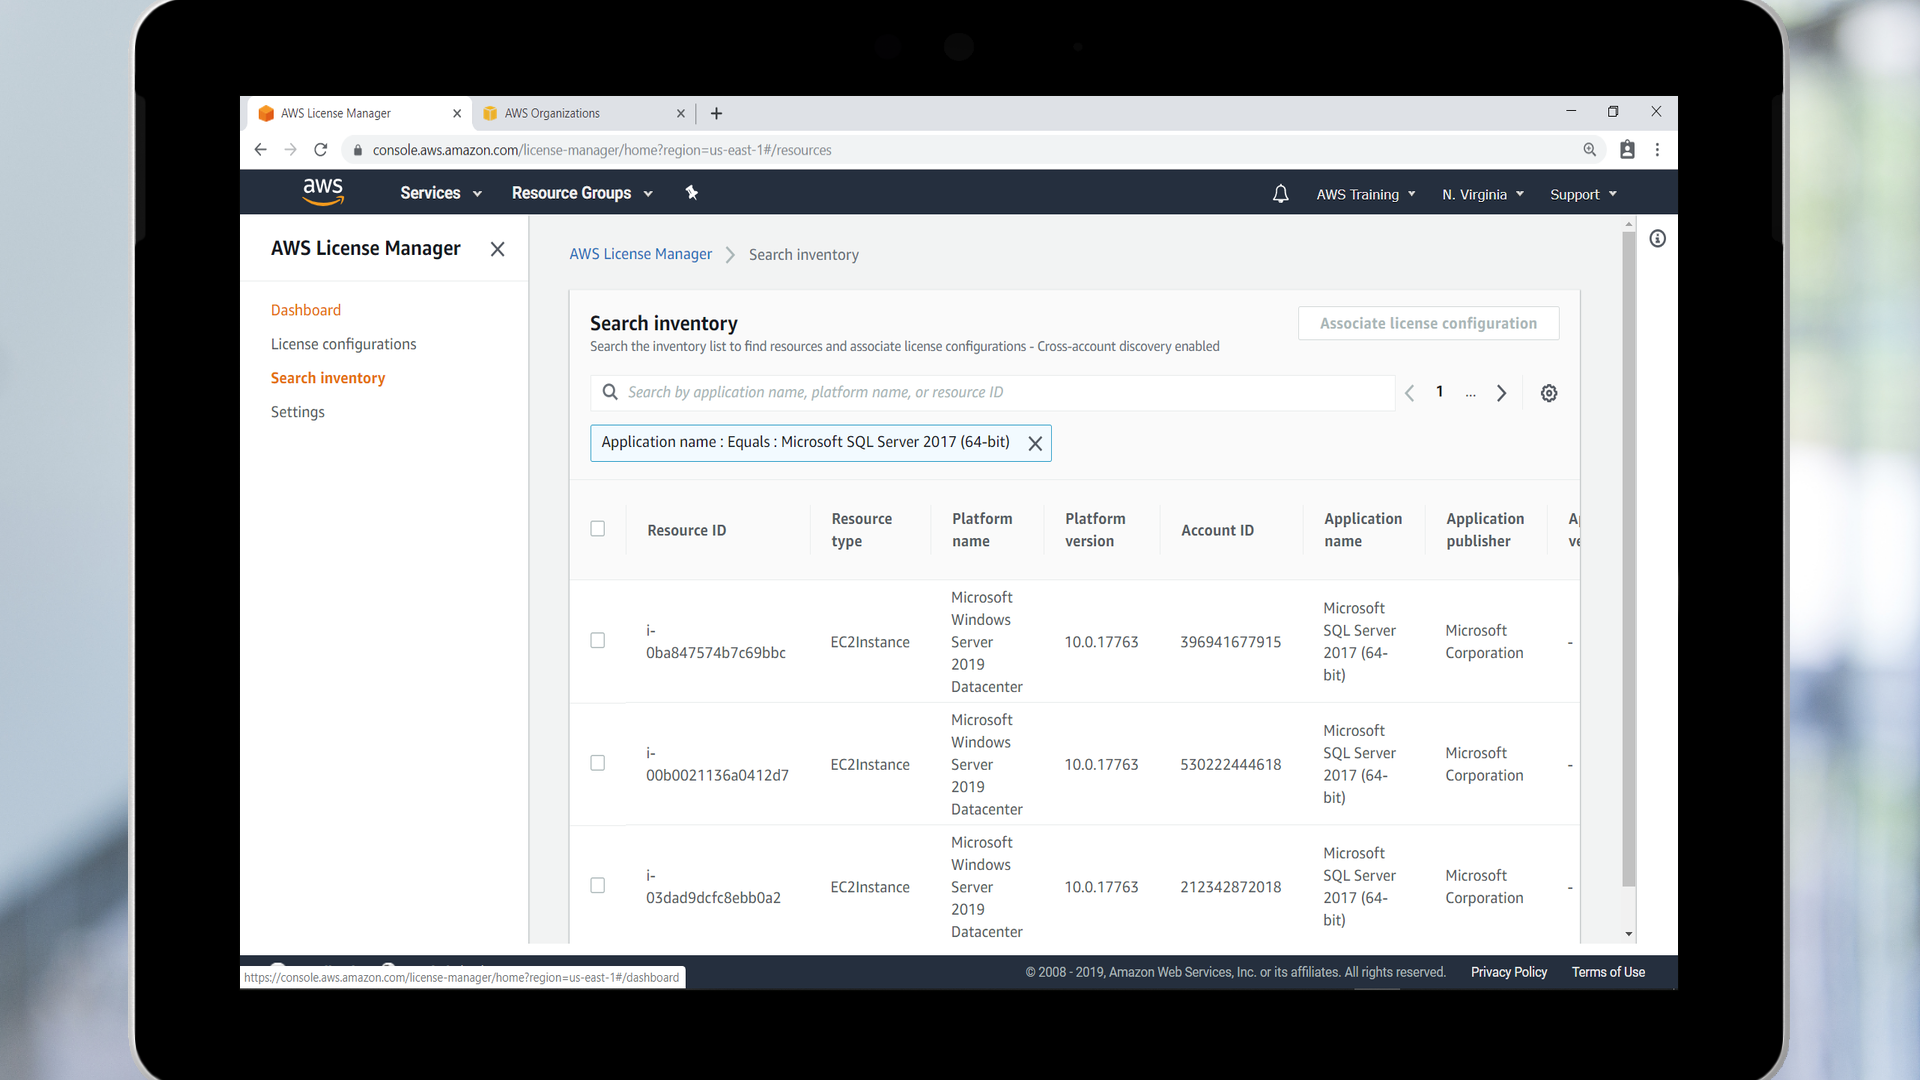 AWS License Manager
AWS Organizations
console.aws.amazon.com/license-manager/home?region=us-east-1#/resources
aws
Services
Resource Groups
AWS Training
N. Virginia
Support
AWS License Manager
Dashboard
License configurations
Search inventory
Settings
AWS License Manager
Search inventory
Search inventory
Associate license configuration
Search the inventory list to find resources and associate license configurations - Cross-account discovery enabled
Search by application name, platform name, or resource ID
1 ...
Application name : Equals : Microsoft SQL Server 2017 (64-bit)
Resource ID
Resource
type
Platform
name
Platform
version
Account ID
Application
name
Application
publisher
i-
0ba847574b7c69bbc
EC2Instance
Microsoft
Windows
Server
2019
Datacenter
10.0.17763
396941677915
Microsoft
SQL Server
2017 (64-
bit)
Microsoft
Corporation
-
i-
00b0021136a0412d7
EC2Instance
Microsoft
Windows
Server
2019
Datacenter
10.0.17763
530222444618
Microsoft
SQL Server
2017 (64-
bit)
Microsoft
Corporation
-
i-
03dad9dcfc8ebb0a2
EC2Instance
Microsoft
Windows
Server
2019
Datacenter
10.0.17763
212342872018
Microsoft
SQL Server
2017 (64-
bit)
Microsoft
Corporation
-
https://console.aws.amazon.com/license-manager/home?region=us-east-1#/dashboard
© 2008 - 2019, Amazon Web Services, Inc. or its affiliates. All rights reserved.
Privacy Policy
Terms of Use